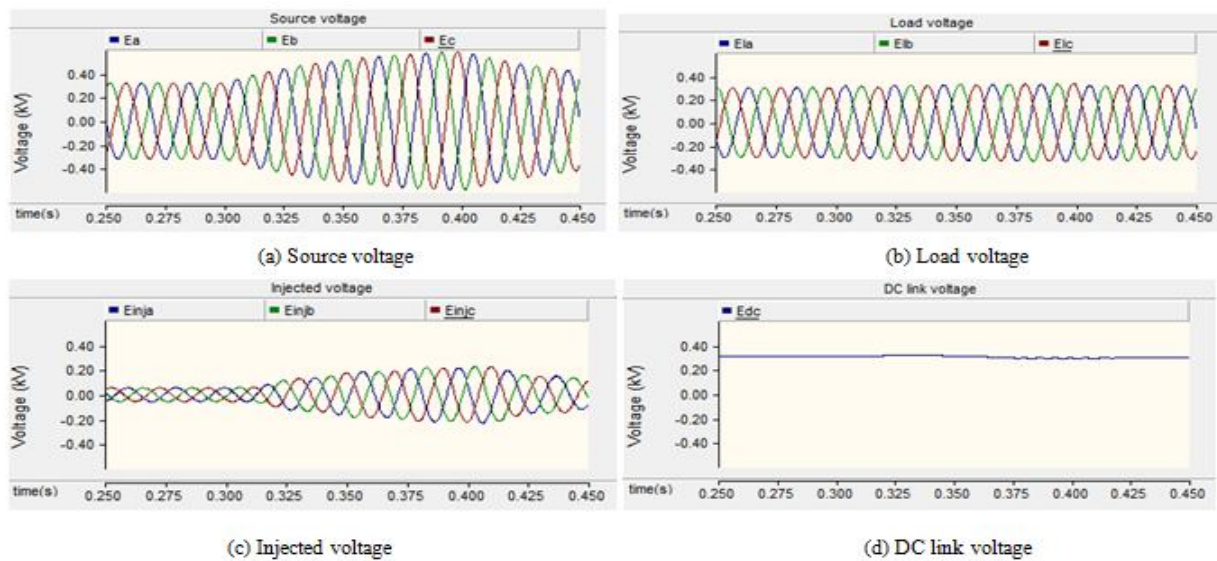 Source voltage
Ea Eb Ec
Voltage (kV)
0.40
0.20
0.00
-0.20
-0.40
time(s) 0.250 0.275 0.300 0.325 0.350 0.375 0.400 0.425 0.450
(a) Source voltage
Load voltage
Ela Elb Elc
Voltage (kV)
0.40
0.20
0.00
-0.20
-0.40
time(s) 0.250 0.275 0.300 0.325 0.350 0.375 0.400 0.425 0.450
(b) Load voltage
Injected voltage
Einja Einjb Einjc
Voltage (kV)
0.40
0.20
0.00
-0.20
-0.40
time(s) 0.250 0.275 0.300 0.325 0.350 0.375 0.400 0.425 0.450
(c) Injected voltage
DC link voltage
Edc
Voltage (kV)
0.40
0.20
0.00
-0.20
-0.40
time(s) 0.250 0.275 0.300 0.325 0.350 0.375 0.400 0.425 0.450
(d) DC link voltage